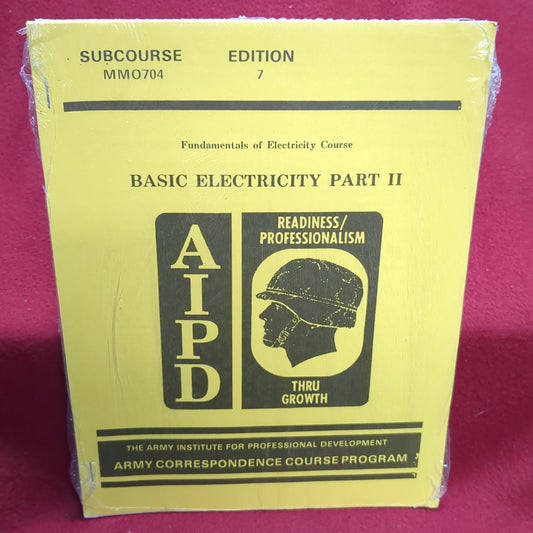 SUBCOURSE EDITION
MMO704 7
Fundamentals of Electricity Course
BASIC ELECTRICITY PART II
AIPD
READINESS/
PROFESSIONALISM
THRU
GROWTH
THE ARMY INSTITUTE FOR PROFESSIONAL DEVELOPMENT
ARMY CORRESPONDENCE COURSE PROGRAM